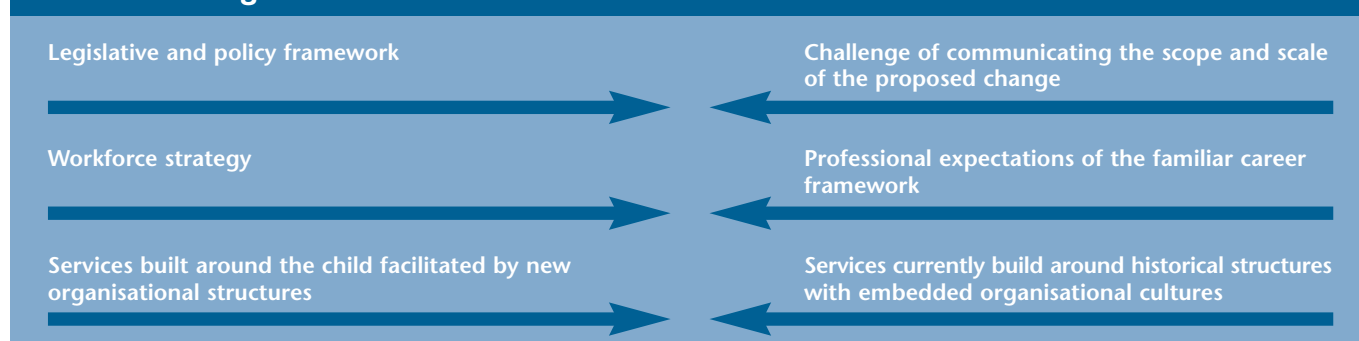 Legislative and policy framework
Challenge of communicating the scope and scale
of the proposed change
Workforce strategy
Professional expectations of the familiar career
framework
Services built around the child facilitated by new
organisational structures
Services currently build around historical structures
with embedded organisational cultures